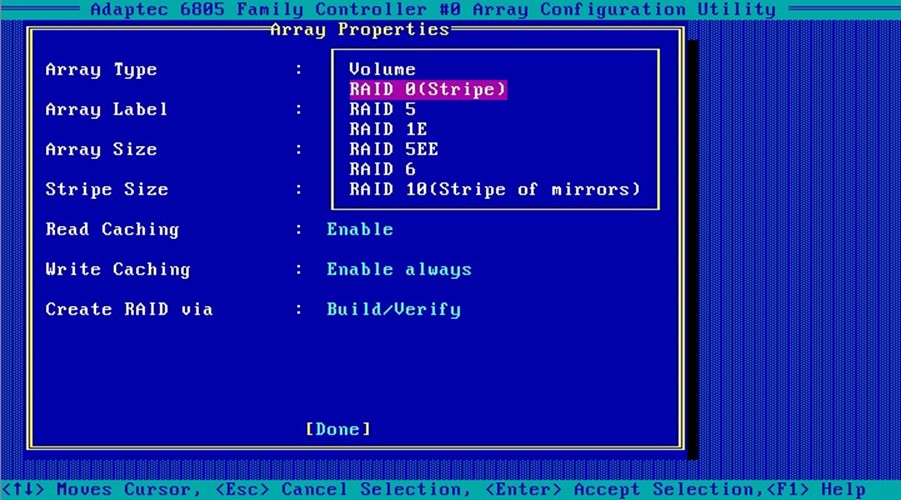 Adaptec 6805 Family Controller #0 Array Configuration Utility
Array Properties
Array Type :
Volume
RAID 0(Stripe)
Array Label :
RAID 5
RAID 1E
Array Size :
RAID 5EE
RAID 6
Stripe Size :
RAID 10(Stripe of mirrors)
Read Caching : Enable
Write Caching : Enable always
Create RAID via : Build/Verify
[Done]
<↑↓> Moves Cursor, <Esc> Cancel Selection, <Enter> Accept Selection,<F1> Help